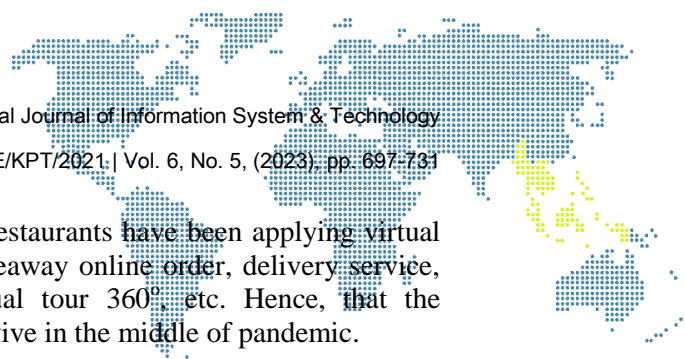 al Journal of Information System & Technology
E/KPT/2021 | Vol. 6, No. 5, (2023), pp. 697-731
estaurants have been applying virtual
eaway online order, delivery service,
ual tour 360°, etc. Hence, that the
ive in the middle of pandemic.